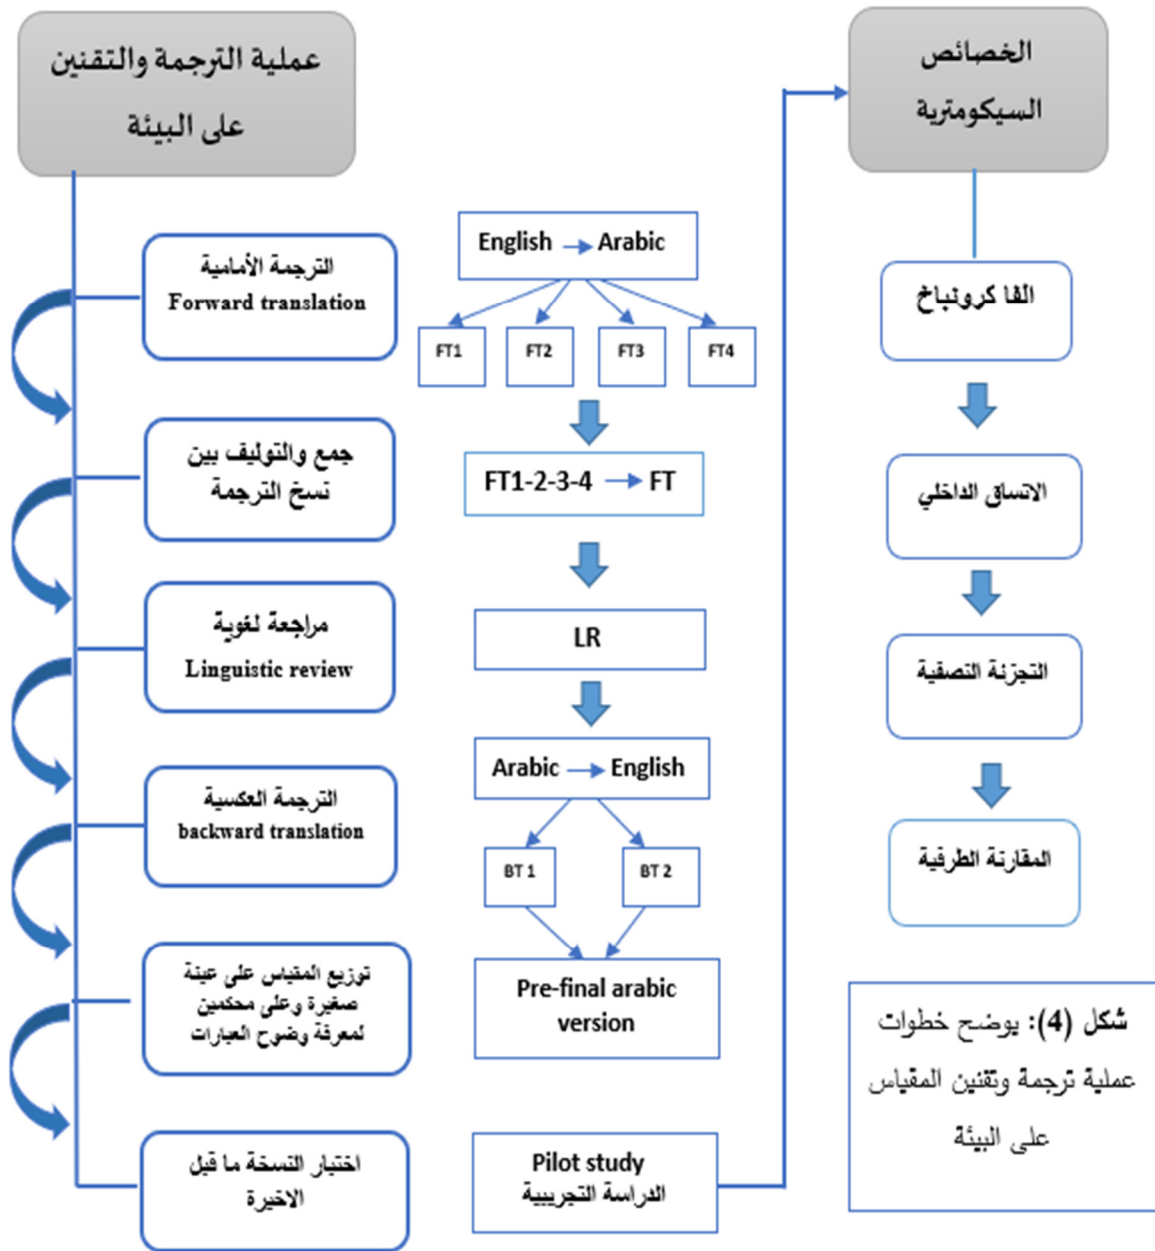 عملية الترجمة والتقنين
على البيئة
الترجمة الأمامية
Forward translation
جمع والتوليف بين
نسخ الترجمة
مراجعة لغوية
Linguistic review
الترجمة العكسية
backward translation
توزيع المقياس على عينة
صغيرة وعلى محكمين
لمعرفة وضوح العبارات
اختبار النسخة ما قبل
الاخيرة
English → Arabic
FT1
FT2
FT3
FT4
FT1-2-3-4 → FT
LR
Arabic → English
BT 1
BT 2
Pre-final arabic
version
Pilot study
الدراسة التجريبية
الخصائص
السيكومترية
الفا كرونباخ
الاتساق الداخلي
التجزئة النصفية
المقارنة الطرفية
شكل (4): يوضح خطوات
عملية ترجمة وتقنين المقياس
على البيئة